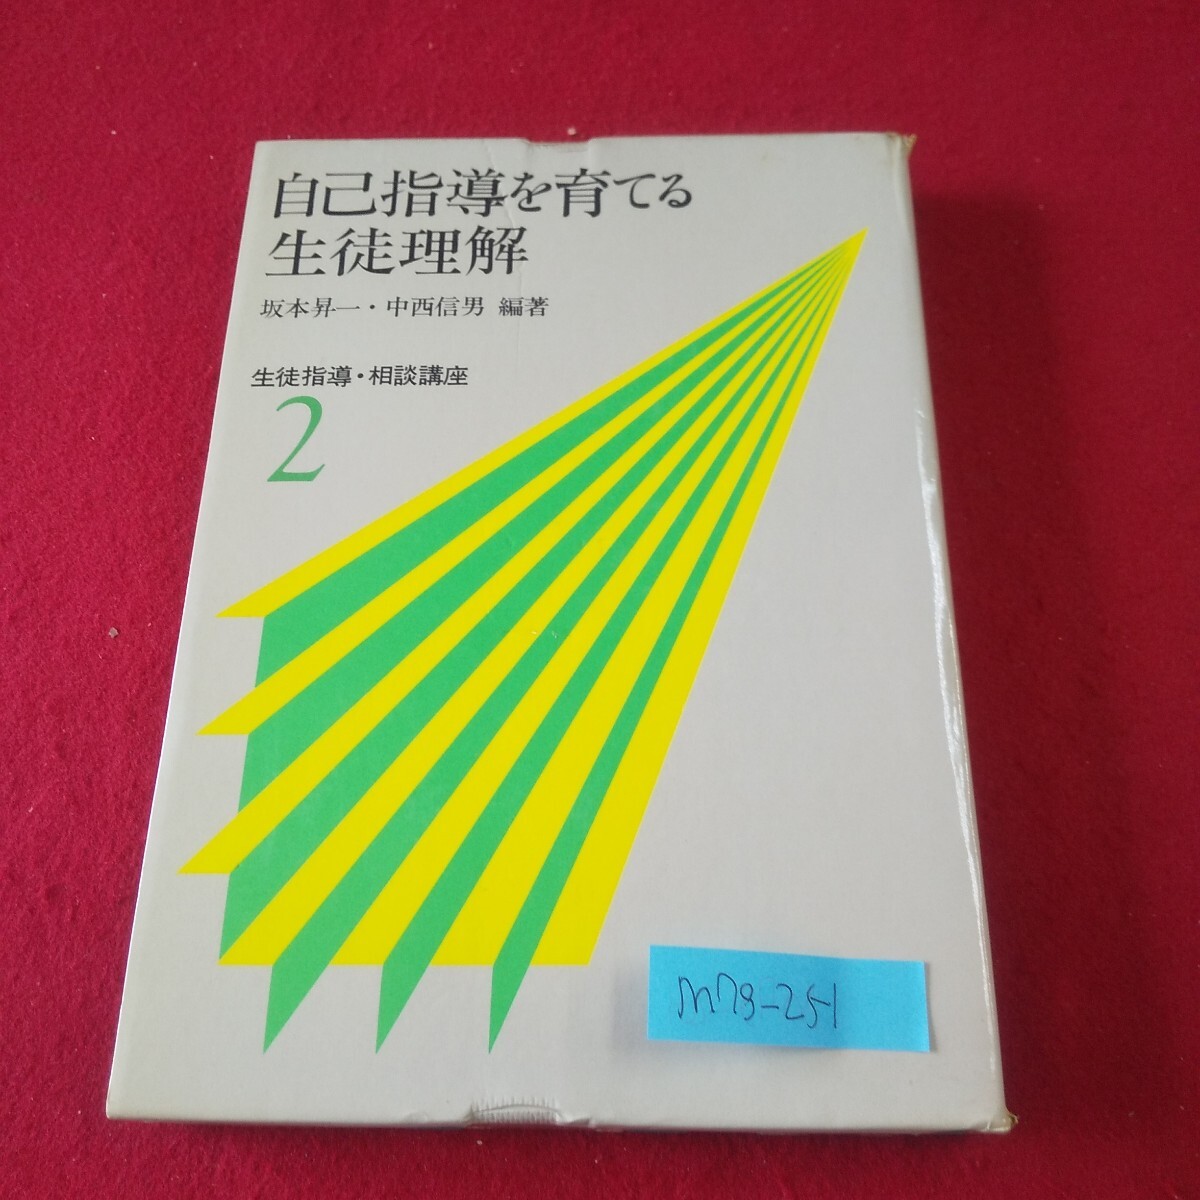 自己指導を育てる
生徒理解
坂本昇一・中西信男 編著
生徒指導・相談講座
2
M79-251